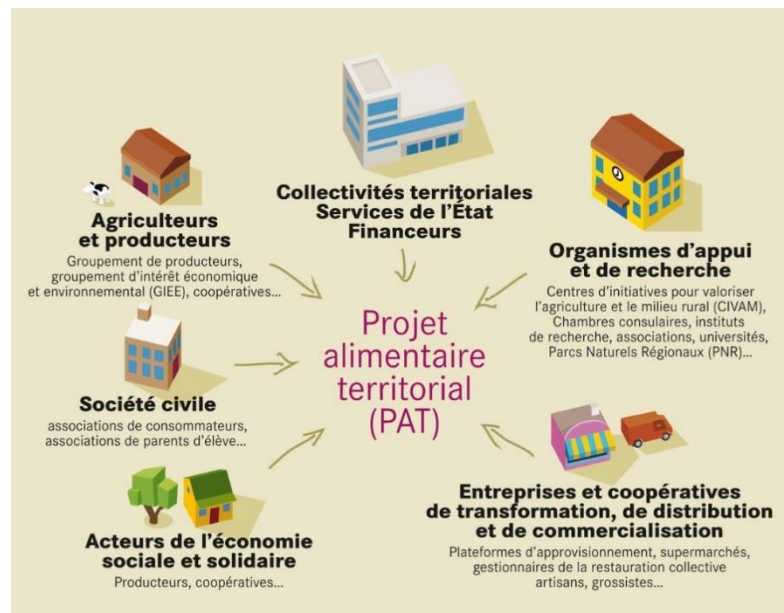 Collectivités territoriales
Services de l'État
Financeurs
Agriculteurs
et producteurs
Groupement de producteurs,
groupement d'intérêt économique
et environnemental (GIEE), coopératives...
Organismes d'appui
et de recherche
Centres d'initiatives pour valoriser
l'agriculture et le milieu rural (CIVAM),
Chambres consulaires, instituts
de recherche, associations, universités,
Parcs Naturels Régionaux (PNR)...
Projet
alimentaire
territorial
(PAT)
Société civile
associations de consommateurs,
associations de parents d'élève...
Acteurs de l'économie
sociale et solidaire
Producteurs, coopératives...
Entreprises et coopératives
de transformation, de distribution
et de commercialisation
Plateformes d'approvisionnement, supermarchés,
gestionnaires de la restauration collective
artisans, grossistes...